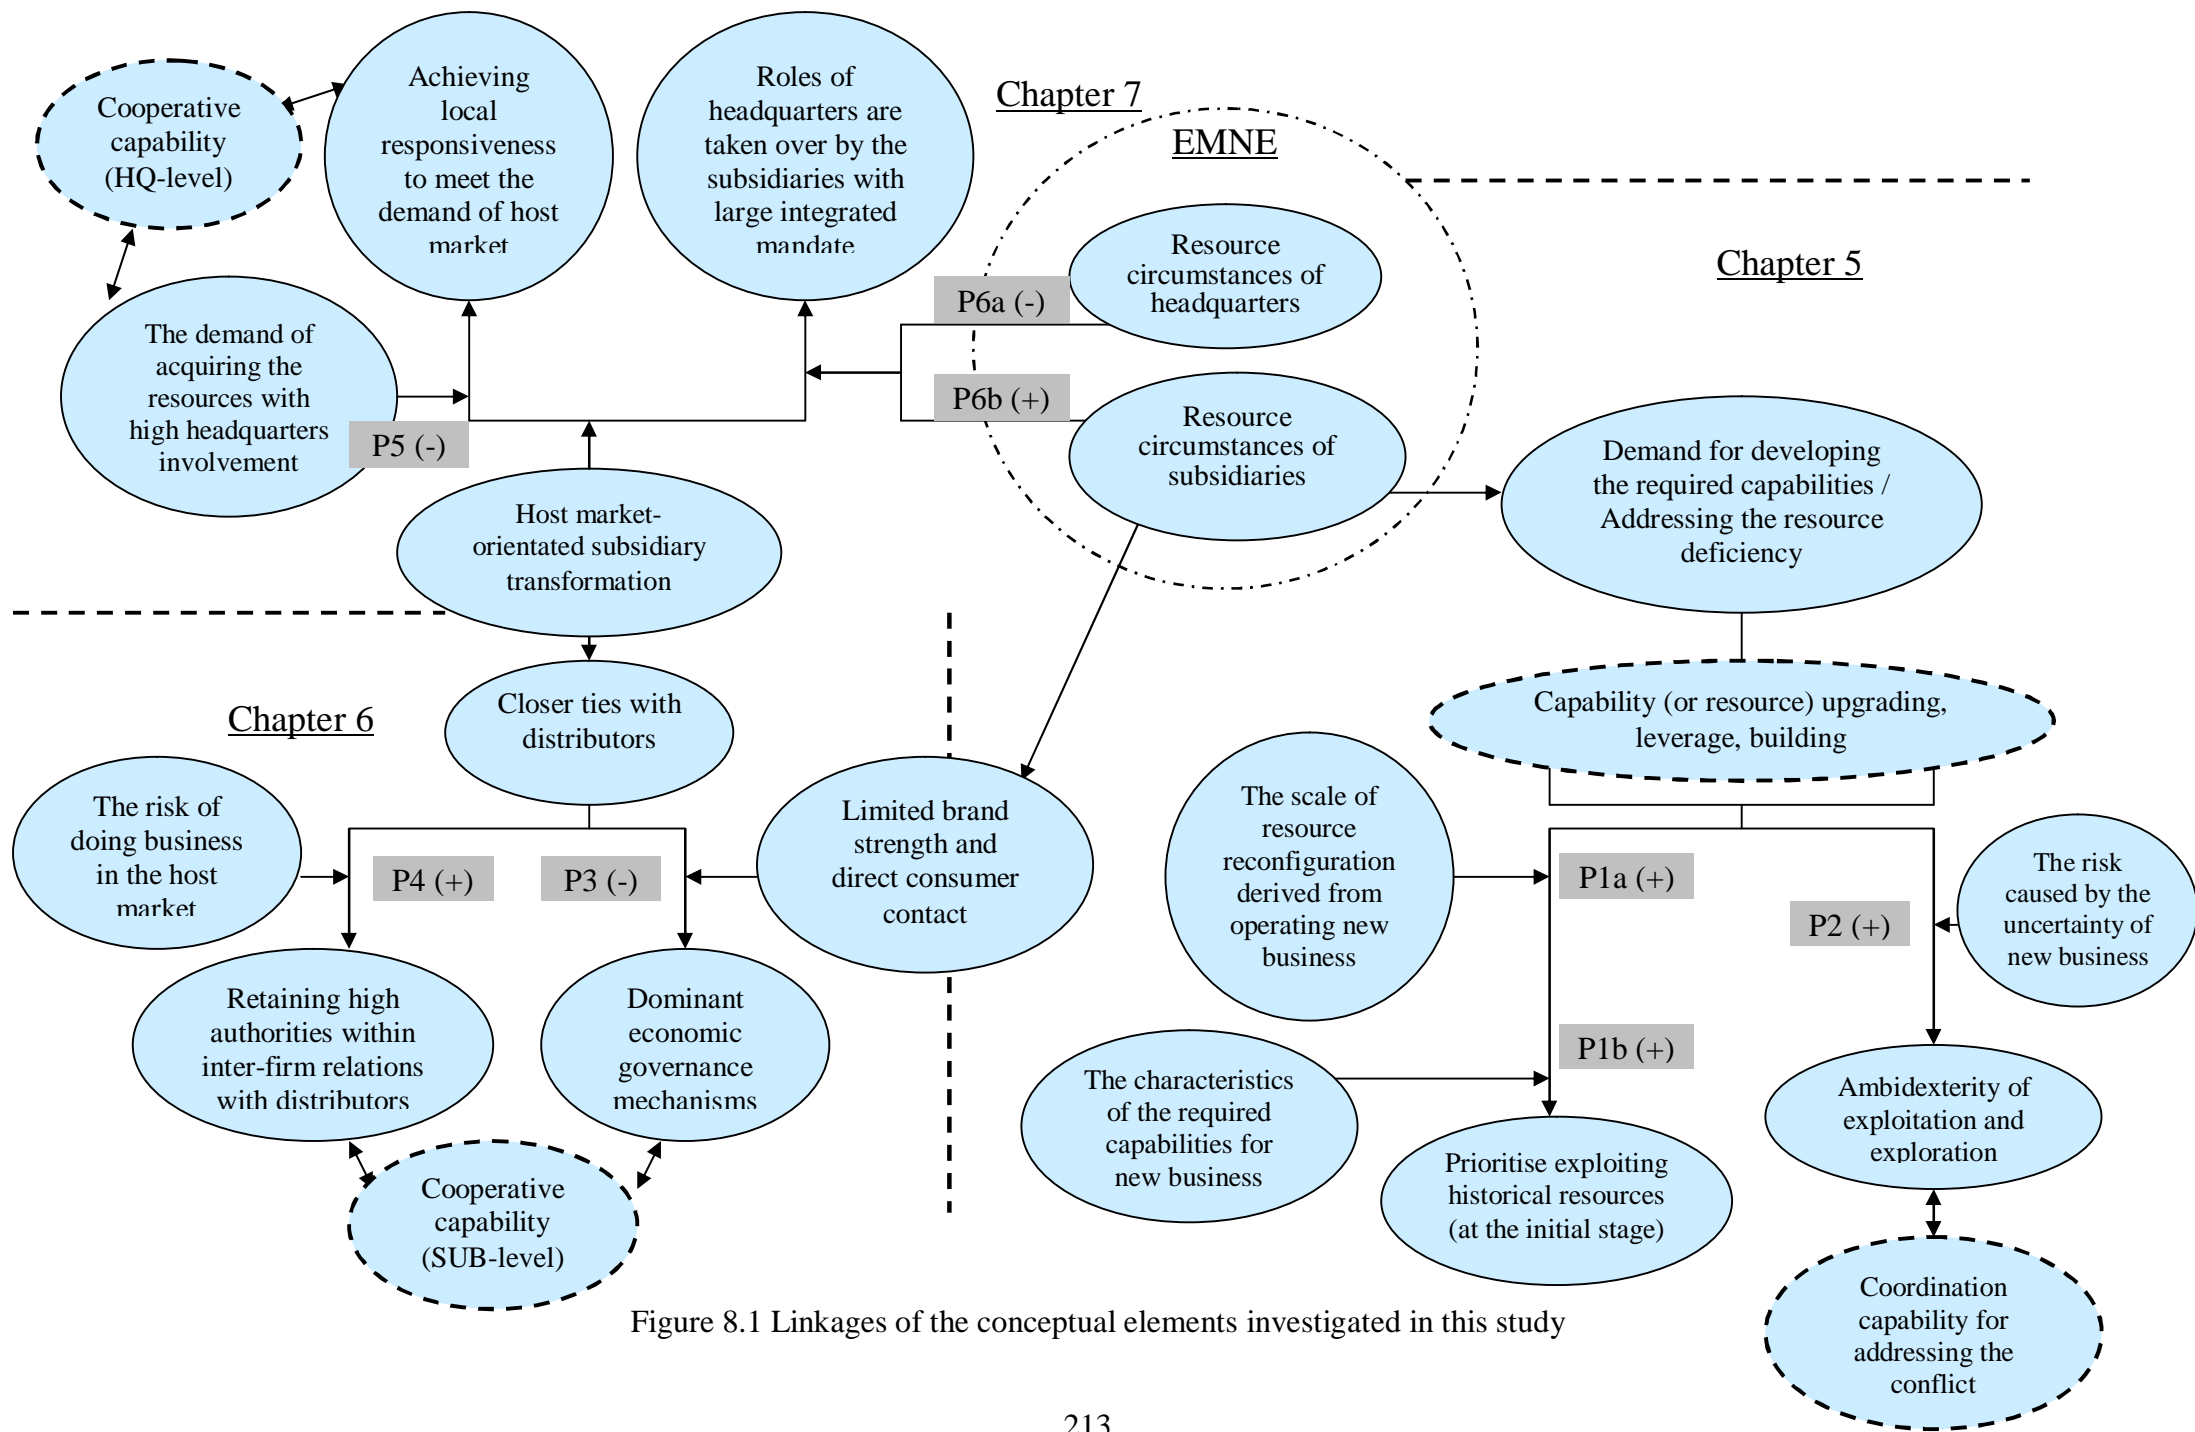 Chapter 7
EMNE
Cooperative
capability
(HQ-level)
Achieving
local
responsiveness
to meet the
demand of host
market
Roles of
headquarters are
taken over by the
subsidiaries with
large integrated
mandate
Resource
circumstances of
headquarters
P6a (-)
P6b (+)
Resource
circumstances of
subsidiaries
The demand of
acquiring the
resources with
high headquarters
involvement
P5 (-)
Host market-
orientated subsidiary
transformation
Chapter 5
Demand for developing
the required capabilities /
Addressing the resource
deficiency
Capability (or resource) upgrading,
leverage, building
Chapter 6
Closer ties with
distributors
The risk of
doing business
in the host
market
P4 (+)
P3 (-)
Limited brand
strength and
direct consumer
contact
Retaining high
authorities within
inter-firm relations
with distributors
Dominant
economic
governance
mechanisms
Cooperative
capability
(SUB-level)
The scale of
resource
reconfiguration
derived from
operating new
business
P1a (+)
P2 (+)
The risk
caused by the
uncertainty of
new business
P1b (+)
The characteristics
of the required
capabilities for
new business
Prioritise exploiting
historical resources
(at the initial stage)
Ambidexterity of
exploitation and
exploration
Coordination
capability for
addressing the
conflict
Figure 8.1 Linkages of the conceptual elements investigated in this study
213